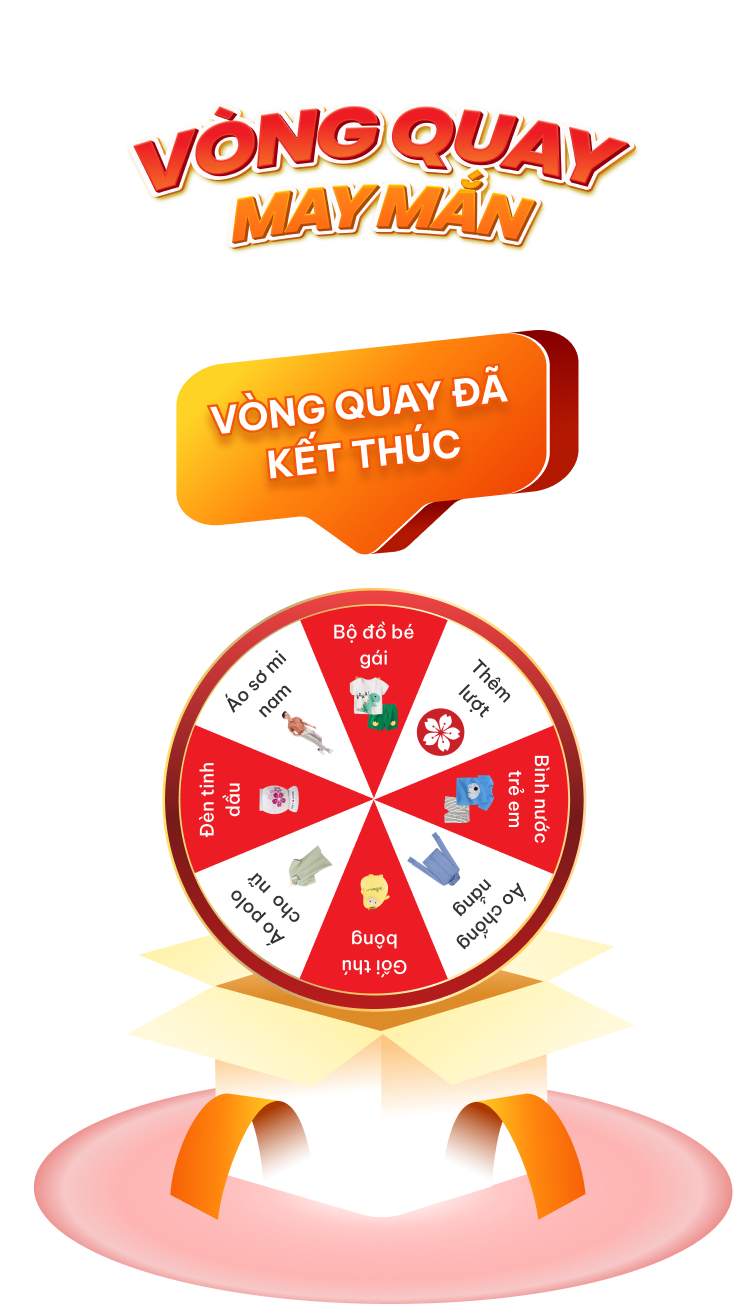 VÒNG QUAY
MAY MẮN
VÒNG QUAY ĐÃ
KẾT THÚC
Bộ đồ bé
gái
Thêm
lượt
Bình nước
trẻ em
Áo chống
nắng
Gối thú
bông
Áo polo
cho nữ
Đèn tinh
dầu
Áo sơ mi
nam